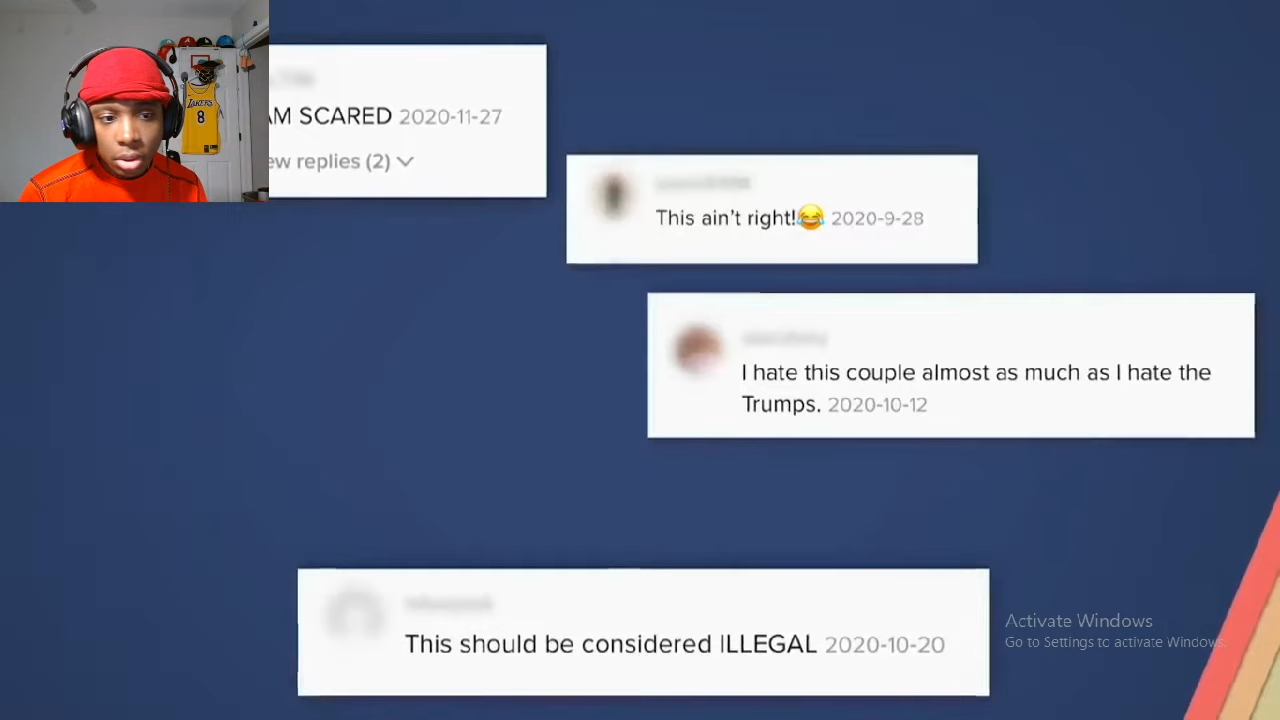 LAKERS
8
AM SCARED 2020-11-27
ew replies (2)
This ain't right!😂 2020-9-28
I hate this couple almost as much as I hate the
Trumps. 2020-10-12
This should be considered ILLEGAL 2020-10-20
Activate Windows
Go to Settings to activate Windows.